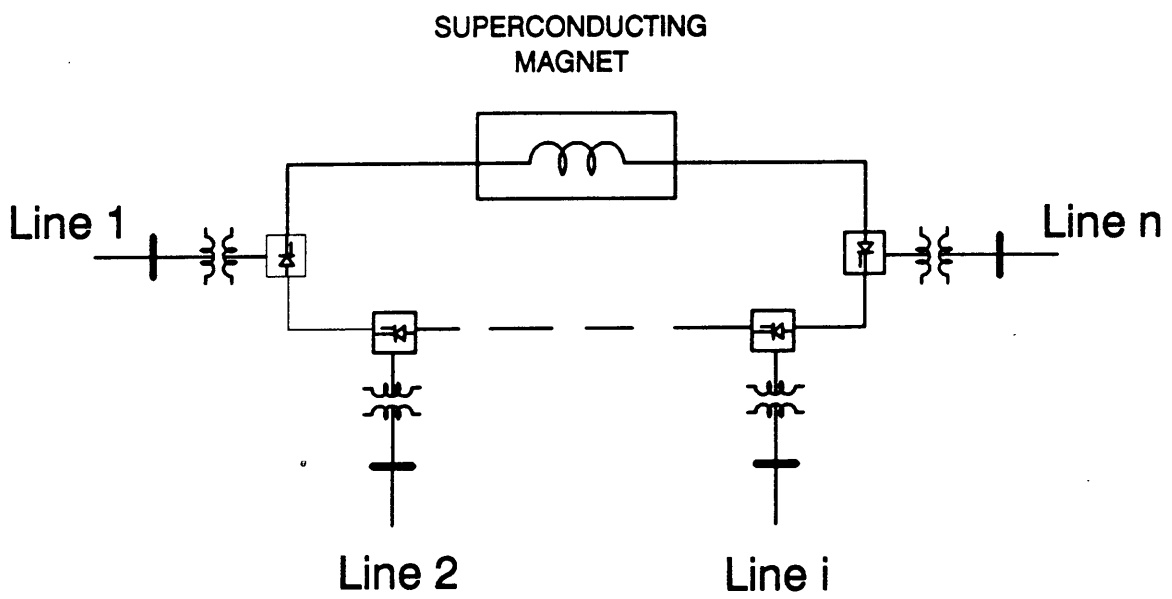 SUPERCONDUCTING
MAGNET
Line 1
Line n
Line 2
Line i